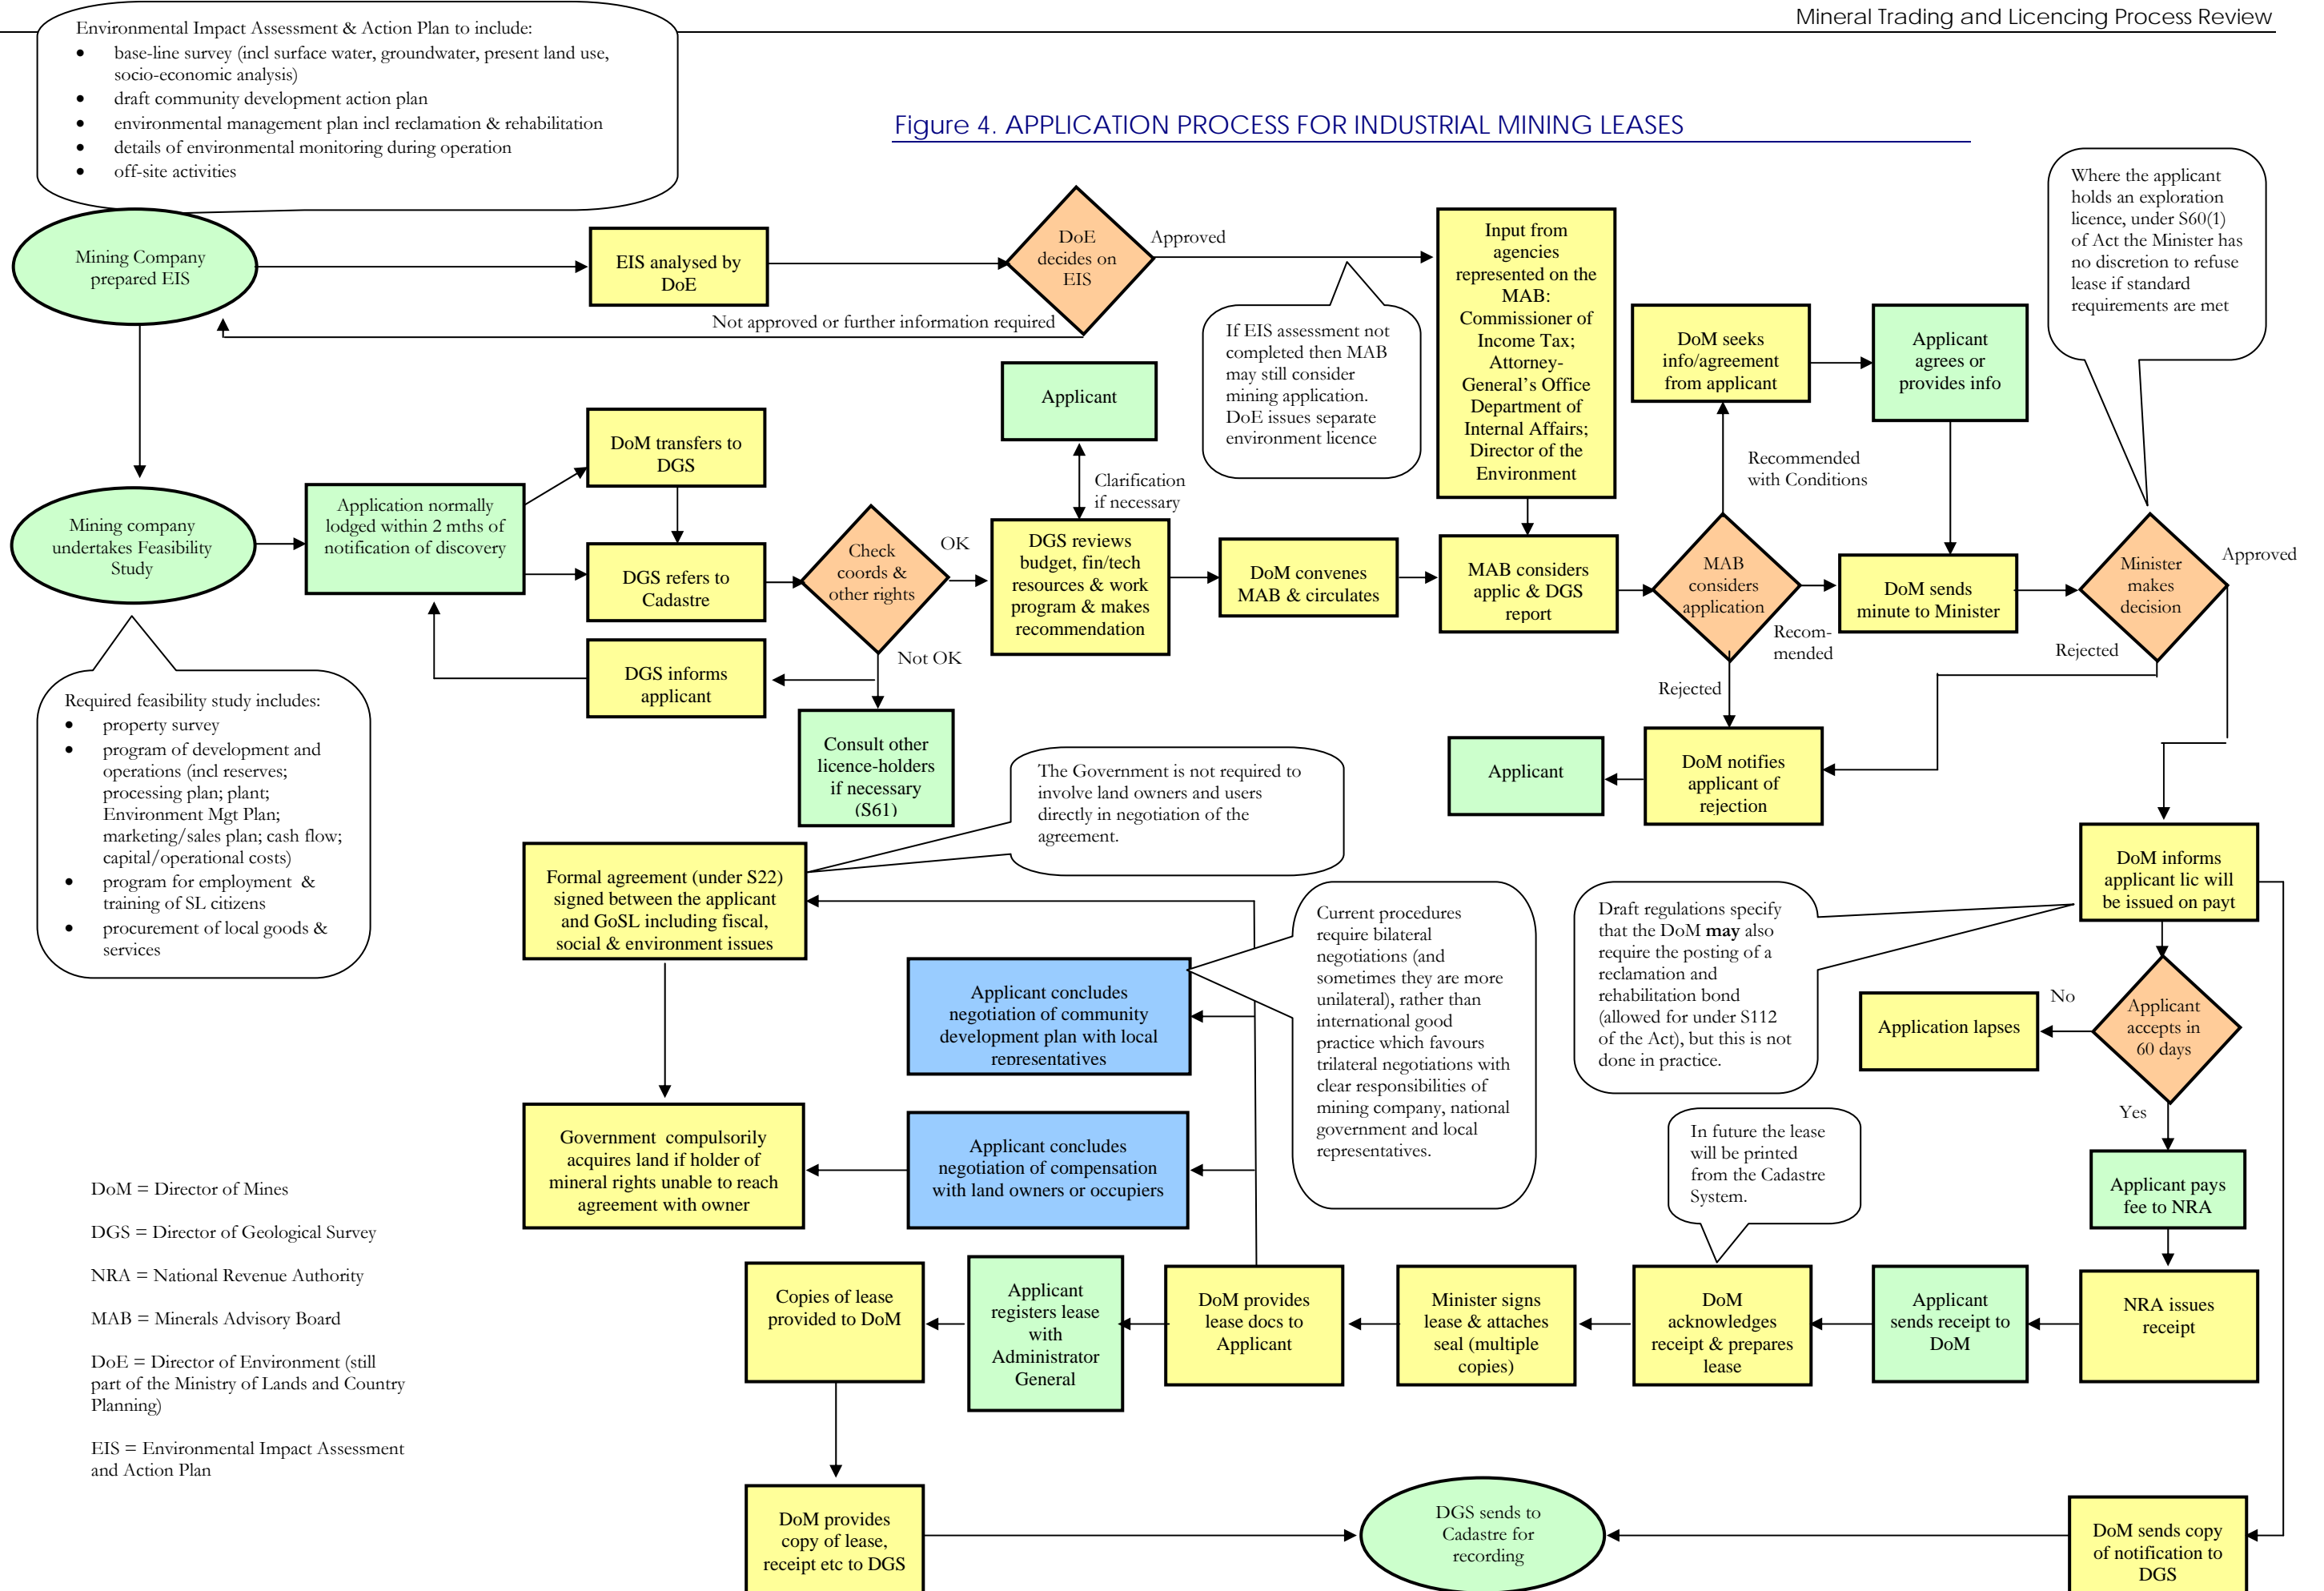 Mineral Trading and Licencing Process Review
Environmental Impact Assessment & Action Plan to include:
• base-line survey (incl surface water, groundwater, present land use,
socio-economic analysis)
• draft community development action plan
• environmental management plan incl reclamation & rehabilitation
• details of environmental monitoring during operation
• off-site activities
Figure 4. APPLICATION PROCESS FOR INDUSTRIAL MINING LEASES
Mining Company
prepared EIS
EIS analysed by
DoE
DoE
decides on
EIS
Approved
Not approved or further information required
If EIS assessment not
completed then MAB
may still consider
mining application.
DoE issues separate
environment licence
Input from
agencies
represented on the
MAB:
Commissioner of
Income Tax;
Attorney-
General's Office
Department of
Internal Affairs;
Director of the
Environment
DoM seeks
info/agreement
from applicant
Applicant
agrees or
provides info
Where the applicant
holds an exploration
licence, under S60(1)
of Act the Minister has
no discretion to refuse
lease if standard
requirements are met
Mining company
undertakes Feasibility
Study
Application normally
lodged within 2 mths of
notification of discovery
DoM transfers to
DGS
DGS refers to
Cadastre
DGS informs
applicant
Check
coords &
other rights
OK
Not OK
Consult other
licence-holders
if necessary
(S61)
Applicant
Clarification
if necessary
DGS reviews
budget, fin/tech
resources & work
program & makes
recommendation
DoM convenes
MAB & circulates
MAB considers
applic & DGS
report
MAB
considers
application
Recommended
with Conditions
Recom-
mended
Rejected
DoM sends
minute to Minister
Minister
makes
decision
Approved
Rejected
DoM notifies
applicant of
rejection
Applicant
Required feasibility study includes:
• property survey
• program of development and
operations (incl reserves;
processing plan; plant;
Environment Mgt Plan;
marketing/sales plan; cash flow;
capital/operational costs)
• program for employment &
training of SL citizens
• procurement of local goods &
services
The Government is not required to
involve land owners and users
directly in negotiation of the
agreement.
Formal agreement (under S22)
signed between the applicant
and GoSL including fiscal,
social & environment issues
Applicant concludes
negotiation of community
development plan with local
representatives
Current procedures
require bilateral
negotiations (and
sometimes they are more
unilateral), rather than
international good
practice which favours
trilateral negotiations with
clear responsibilities of
mining company, national
government and local
representatives.
Draft regulations specify
that the DoM may also
require the posting of a
reclamation and
rehabilitation bond
(allowed for under S112
of the Act), but this is not
done in practice.
DoM informs
applicant lic will
be issued on payt
Applicant
accepts in
60 days
No
Application lapses
Yes
Applicant pays
fee to NRA
Government compulsorily
acquires land if holder of
mineral rights unable to reach
agreement with owner
Applicant concludes
negotiation of compensation
with land owners or occupiers
In future the lease
will be printed
from the Cadastre
System.
NRA issues
receipt
Applicant
sends receipt to
DoM
DoM
acknowledges
receipt & prepares
lease
Minister signs
lease & attaches
seal (multiple
copies)
DoM provides
lease docs to
Applicant
Applicant
registers lease
with
Administrator
General
Copies of lease
provided to DoM
DoM provides
copy of lease,
receipt etc to DGS
DGS sends to
Cadastre for
recording
DoM sends copy
of notification to
DGS
DoM = Director of Mines
DGS = Director of Geological Survey
NRA = National Revenue Authority
MAB = Minerals Advisory Board
DoE = Director of Environment (still
part of the Ministry of Lands and Country
Planning)
EIS = Environmental Impact Assessment
and Action Plan